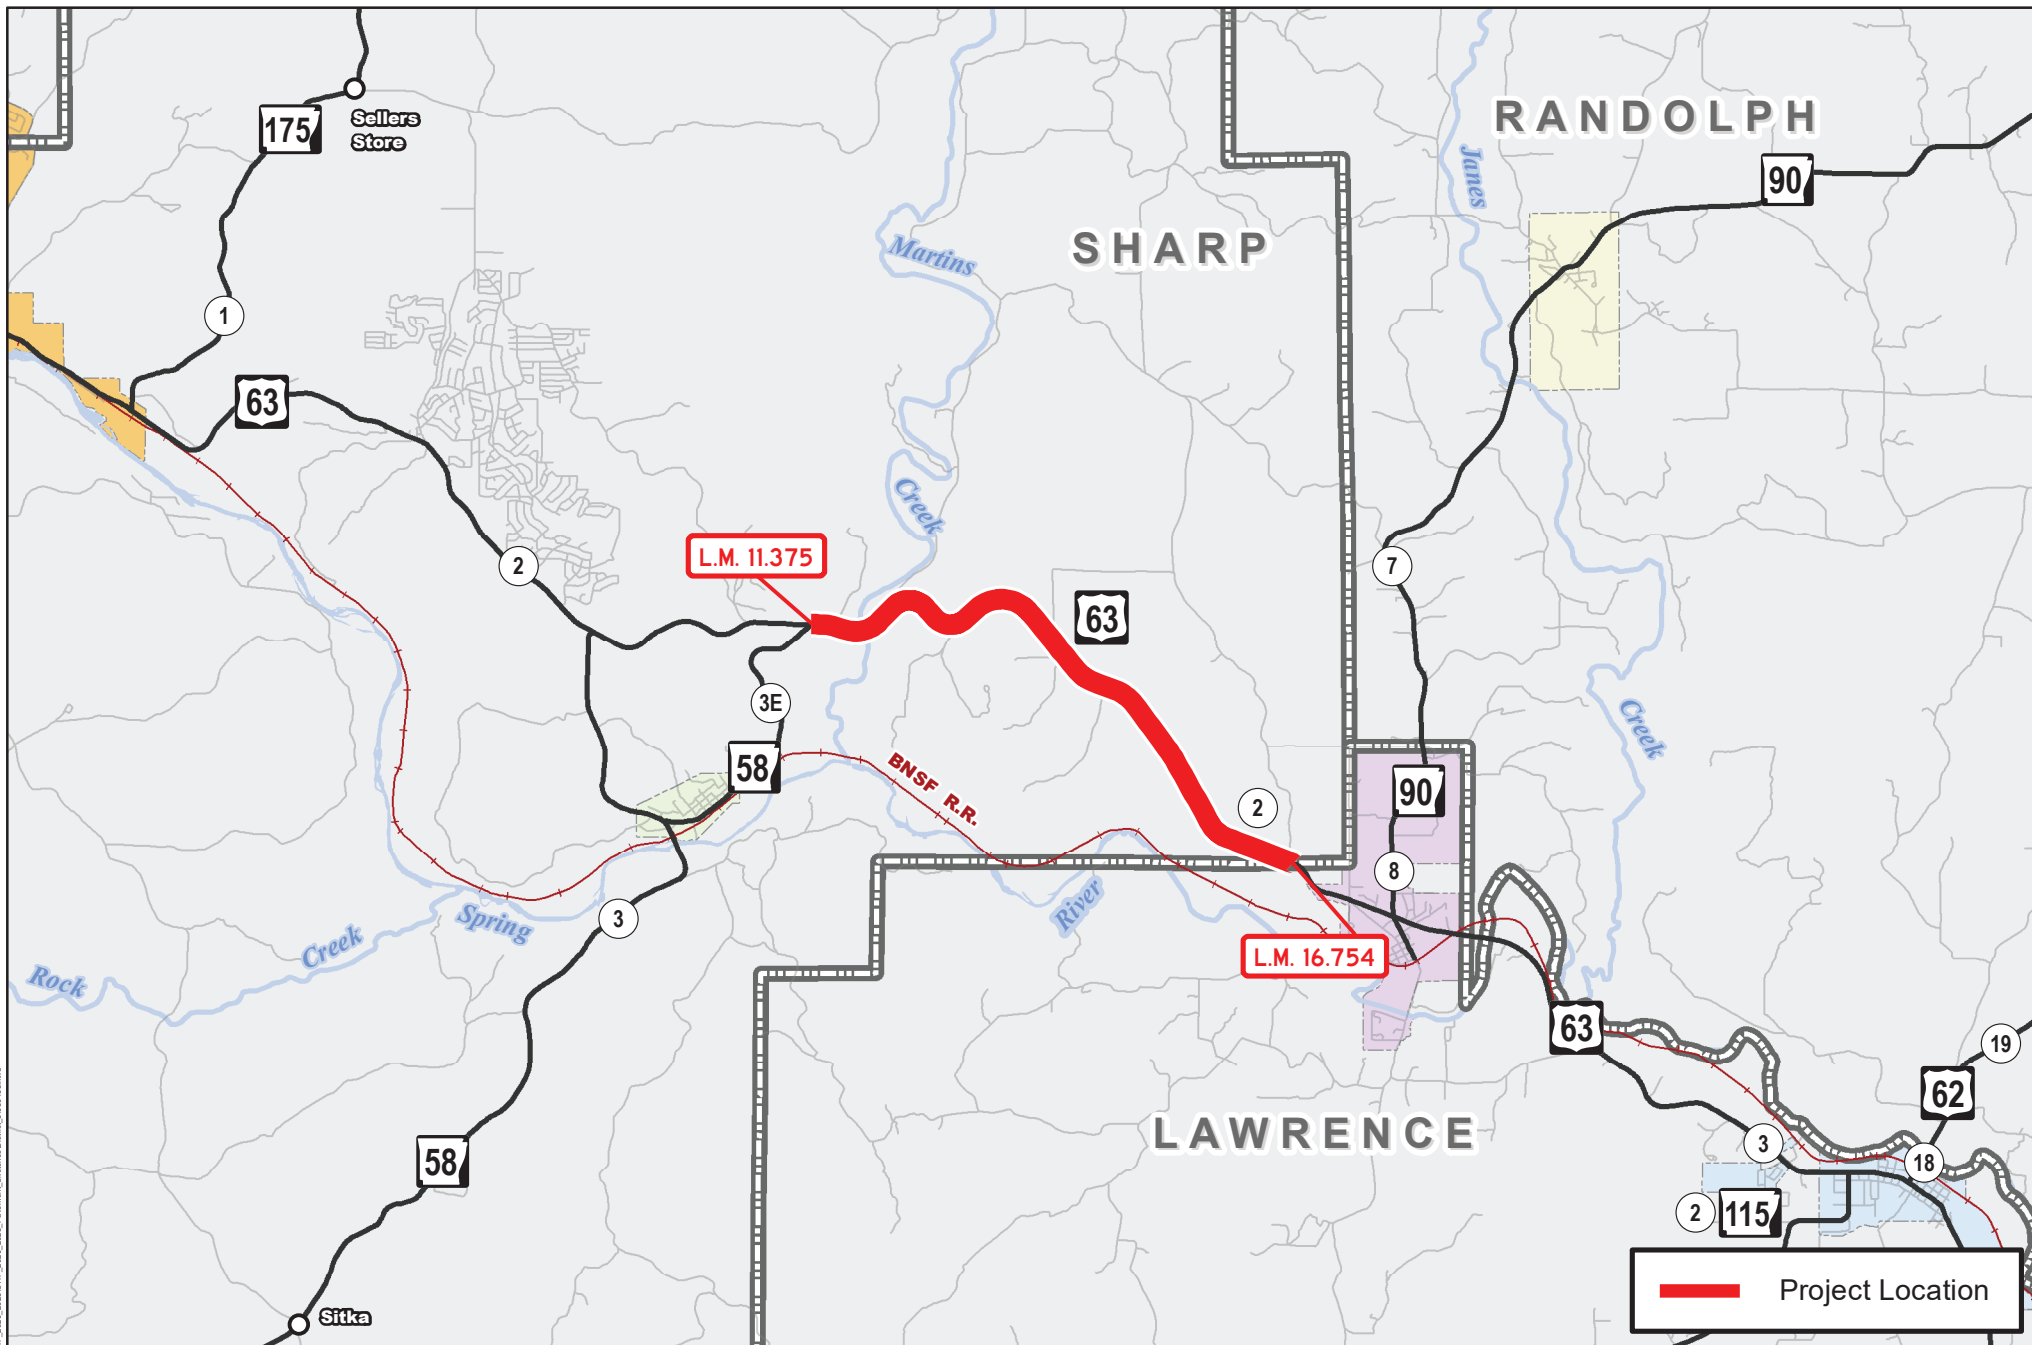 RANDOLPH
Sellers
Store
175
Janes
90
SHARP
Martins
1
63
Creek
L.M. 11.375
2
7
63
3E
Creek
58
BNSF R.R.
2
90
8
River
3
Spring
Creek
Rock
L.M. 16.754
63
19
62
LAWRENCE
3
18
58
2
115
Sitka
Project Location